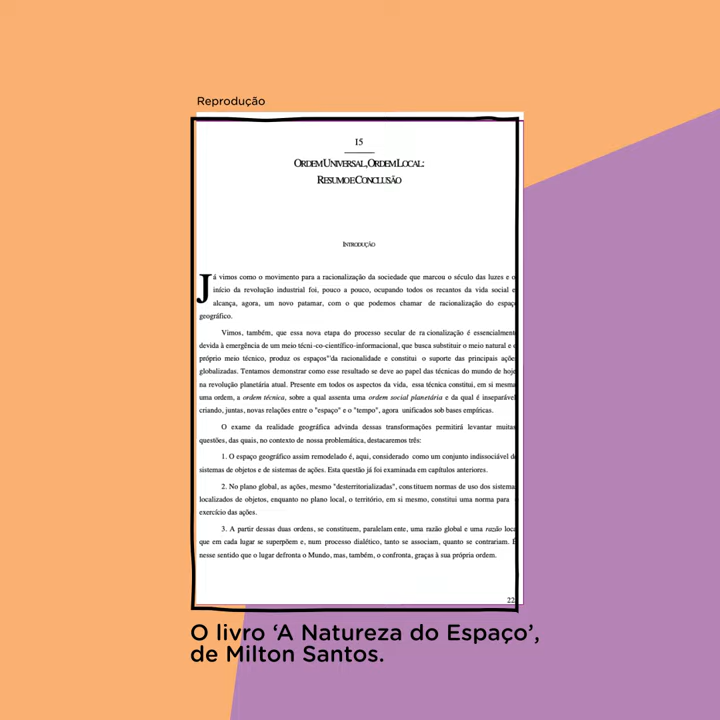 Reprodução
15
ORDEM UNIVERSAL, ORDEM LOCAL:
RESUMO E CONCLUSÃO
INTRODUÇÃO
Já vimos como o movimento para a racionalização da sociedade que marcou o século das luzes e o
início da revolução industrial foi, pouco a pouco, ocupando todos os recantos da vida social e
alcança, agora, um novo patamar, com o que podemos chamar de racionalização do espaç
geográfico.
Vimos, também, que essa nova etapa do processo secular de ra cionalização é essencialment
devida à emergência de um meio técni-co-científico-informacional, que busca substituir o meio natural e o
próprio meio técnico, produz os espaços"'da racionalidade e constitui o suporte das principais açõe
globalizadas. Tentamos demonstrar como esse resultado se deve ao papel das técnicas do mundo de hoje
na revolução planetária atual. Presente em todos os aspectos da vida, essa técnica constitui, em si mesma
uma ordem, a ordem técnica, sobre a qual assenta uma ordem social planetária e da qual é inseparável
criando, juntas, novas relações entre o "espaço" e o "tempo", agora unificados sob bases empíricas.
O exame da realidade geográfica advinda dessas transformações permitirá levantar muitas
questões, das quais, no contexto de nossa problemática, destacaremos três:
1. O espaço geográfico assim remodelado é, aqui, considerado como um conjunto indissociável d
sistemas de objetos e de sistemas de ações. Esta questão já foi examinada em capítulos anteriores.
2. No plano global, as ações, mesmo "desterritorializadas", cons tituem normas de uso dos sistema
localizados de objetos, enquanto no plano local, o território, em si mesmo, constitui uma norma para
exercício das ações.
3. A partir dessas duas ordens, se constituem, paralelam ente, uma razão global e uma razão loca
que em cada lugar se superpõem e, num processo dialético, tanto se associam, quanto se contrariam. É
nesse sentido que o lugar defronta o Mundo, mas, também, o confronta, graças à sua própria ordem.
22
O livro ‘A Natureza do Espaço’,
de Milton Santos.